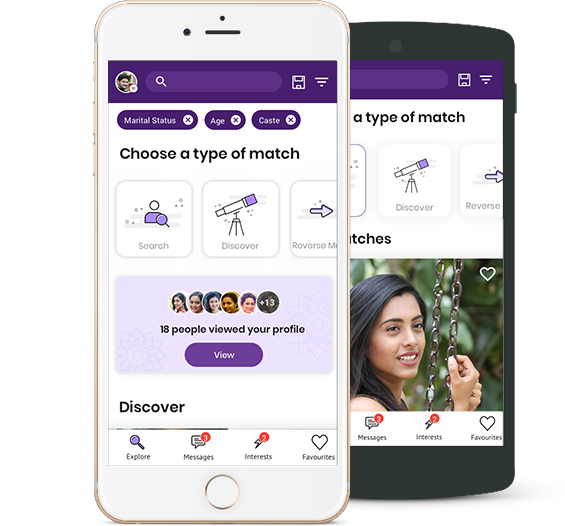 Marital Status
Age
Caste
Choose a type of match
Search
Discover
Reverse M
+13
18 people viewed your profile
View
Discover
Explore
3
Messages
2
Interests
Favourites
a type of match
Discover
Reverse
atches
3
Messages
2
Interests
Favourites